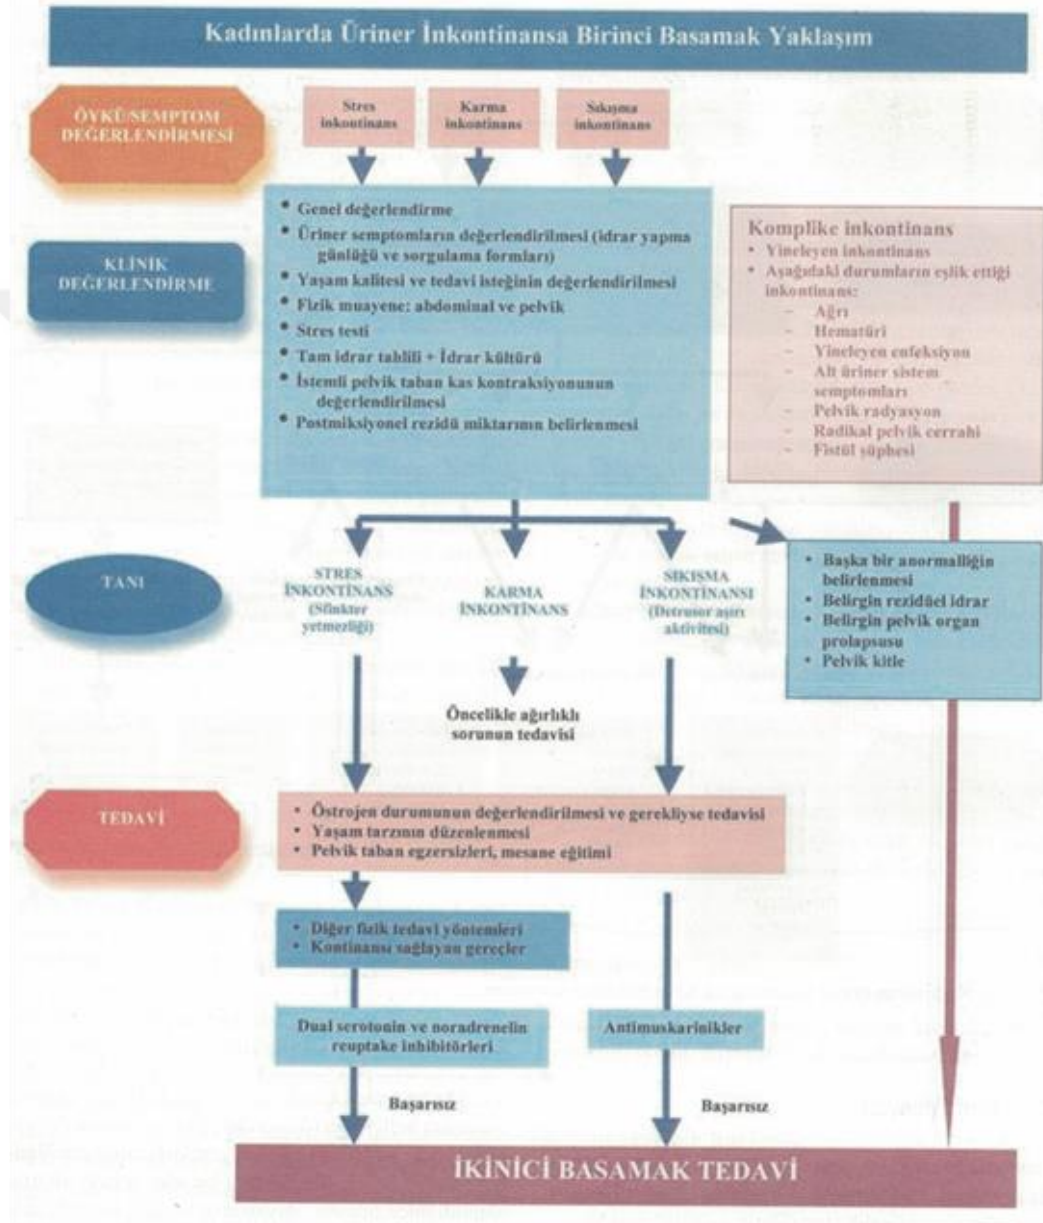 Kadınlarda Üriner İnkontinansa Birinci Basamak Yaklaşım
ÖYKÜ/SEMPTOM
DEĞERLENDİRMESİ
Stres
inkontinans
Karma
inkontinans
Sıkışma
inkontinans
KLİNİK
DEĞERLENDİRME
• Genel değerlendirme
• Üriner semptomların değerlendirilmesi (idrar yapma
günlüğü ve sorgulama formları)
• Yaşam kalitesi ve tedavi isteğinin değerlendirilmesi
• Fizik muayene: abdominal ve pelvik
• Stres testi
• Tam idrar tahlili + İdrar kültürü
• İstemli pelvik taban kas kontraksiyonunun
değerlendirilmesi
• Postmiksiyonel rezidü miktarının belirlenmesi
Komplike inkontinans
• Yineleyen inkontinans
• Aşağıdaki durumların eşlik ettiği
inkontinans:
- Ağrı
- Hematüri
- Yineleyen enfeksiyon
- Alt üriner sistem
semptomları
- Pelvik radyasyon
- Radikal pelvik cerrahi
- Fistül şüphesi
TANI
STRES
İNKONTİNANS
(Sfinkter
yetmezliği)
KARMA
İNKONTİNANS
SIKIŞMA
İNKONTİNANSI
(Detrusor aşırı
aktivitesi)
• Başka bir anormalliğin
belirlenmesi
• Belirgin rezidüel idrar
• Belirgin pelvik organ
prolapsusu
• Pelvik kitle
Öncelikle ağırlıklı
sorunun tedavisi
TEDAVİ
• Östrojen durumunun değerlendirilmesi ve gerekliyse tedavisi
• Yaşam tarzının düzenlenmesi
• Pelvik taban egzersizleri, mesane eğitimi
• Diğer fizik tedavi yöntemleri
• Kontinansı sağlayan gereçler
Dual serotonin ve noradrenelin
reuptake inhibitörleri
Antimuskarinikler
Başarısız
Başarısız
İKİNİCİ BASAMAK TEDAVİ